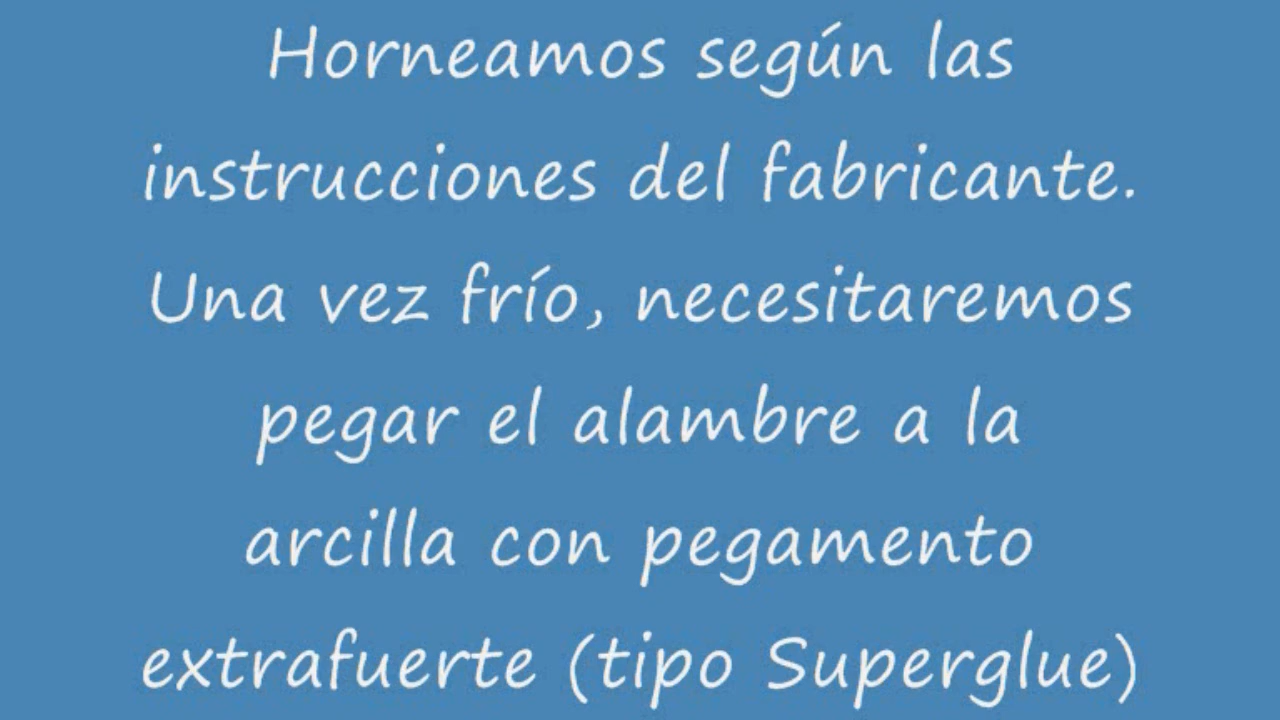 Horneamos según las
instrucciones del fabricante.
Una vez frío, necesitaremos
pegar el alambre a la
arcilla con pegamento
extrafuerte (tipo Superglue)